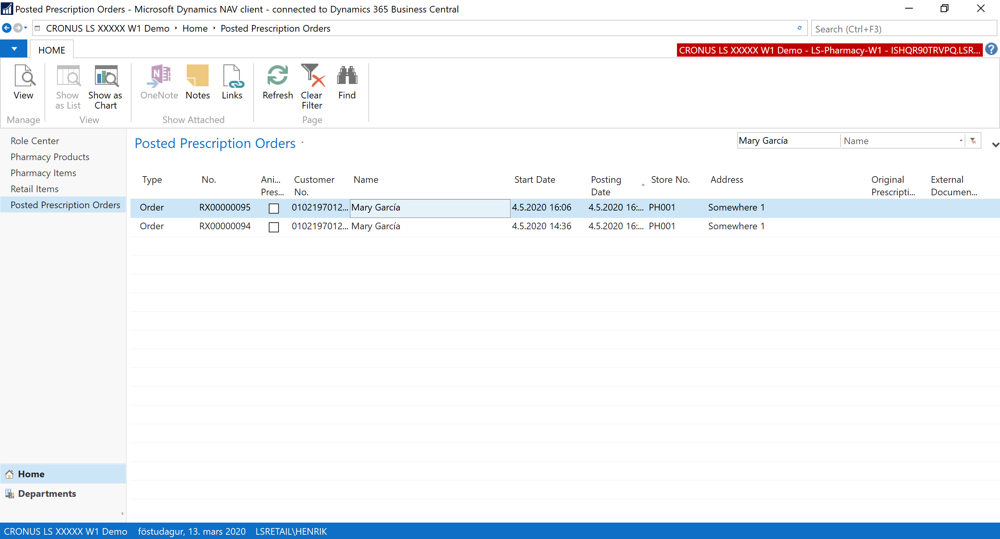 Posted Prescription Orders - Microsoft Dynamics NAV client - connected to Dynamics 365 Business Central
CRONUS LS XXXXX W1 Demo Home Posted Prescription Orders
Search (Ctrl+F3)
HOME
CRONUS LS XXXXX W1 Demo - LS-Pharmacy-W1 - ISHQR90TRVPQ.LSR...
View
Show as List
Show as Chart
OneNote
Notes
Links
Refresh
Clear Filter
Find
Manage
View
Show Attached
Page
Role Center
Pharmacy Products
Pharmacy Items
Retail Items
Posted Prescription Orders
Posted Prescription Orders
Mary García Name
Type No. Ani... Pres... Customer No. Name Start Date Posting Date Store No. Address Original Prescripti... External Documen...
Order RX00000095 0102197012... Mary García 4.5.2020 16:06 4.5.2020 16:... PH001 Somewhere 1
Order RX00000094 0102197012... Mary García 4.5.2020 14:36 4.5.2020 16:... PH001 Somewhere 1
Home
Departments
CRONUS LS XXXXX W1 Demo föstudagur, 13. mars 2020 LSRETAIL\HENRIK